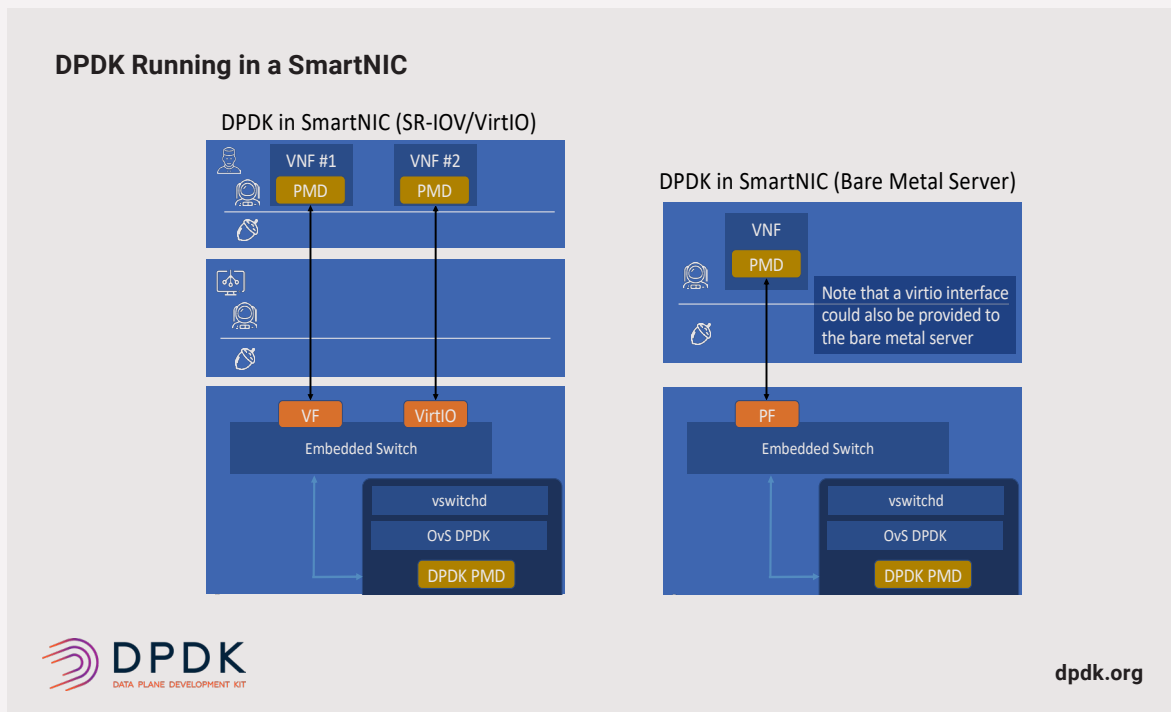 DPDK Running in a SmartNIC
DPDK in SmartNIC (SR-IOV/VirtIO)
VNF #1
VNF #2
PMD
PMD
VF
VirtIO
Embedded Switch
vswitchd
OvS DPDK
DPDK PMD
DPDK in SmartNIC (Bare Metal Server)
VNF
PMD
Note that a virtio interface
could also be provided to
the bare metal server
PF
Embedded Switch
vswitchd
OvS DPDK
DPDK PMD
DPDK
DATA PLANE DEVELOPMENT KIT
dpdk.org